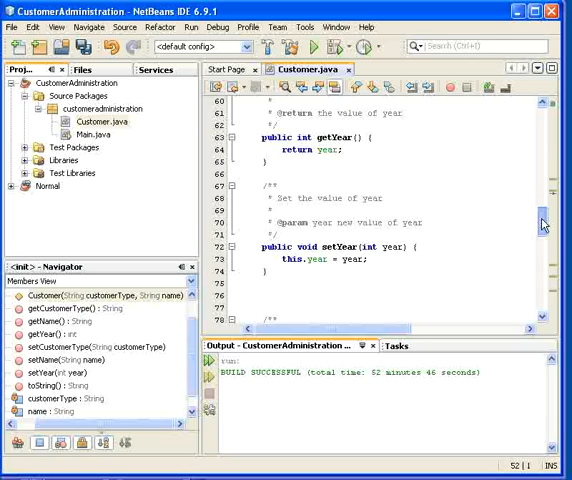 CustomerAdministration - NetBeans IDE 6.9.1
File Edit View Navigate Source Refactor Run Debug Profile Team Tools Window Help
<default config>
Search (Ctrl+I)
Proj... Files Services
Start Page Customer.java
CustomerAdministration
Source Packages
customeradministration
Customer.java
Main.java
Test Packages
Libraries
Test Libraries
Normal
60 *
61 * @return the value of year
62 */
63 public int getYear() {
64 return year;
65 }
66
67 /**
68 * Set the value of year
69 *
70 * @param year new value of year
71 */
72 public void setYear(int year) {
73 this.year = year;
74 }
75
76
77
78 /**
<init> - Navigator
Members View
Customer(String customerType, String name)
getCustomerType() : String
getName() : String
getYear() : int
setCustomerType(String customerType)
setName(String name)
setYear(int year)
toString() : String
customerType : String
name : String
Output - CustomerAdministration ... Tasks
run:
BUILD SUCCESSFUL (total time: 52 minutes 46 seconds)
52 | 1 INS